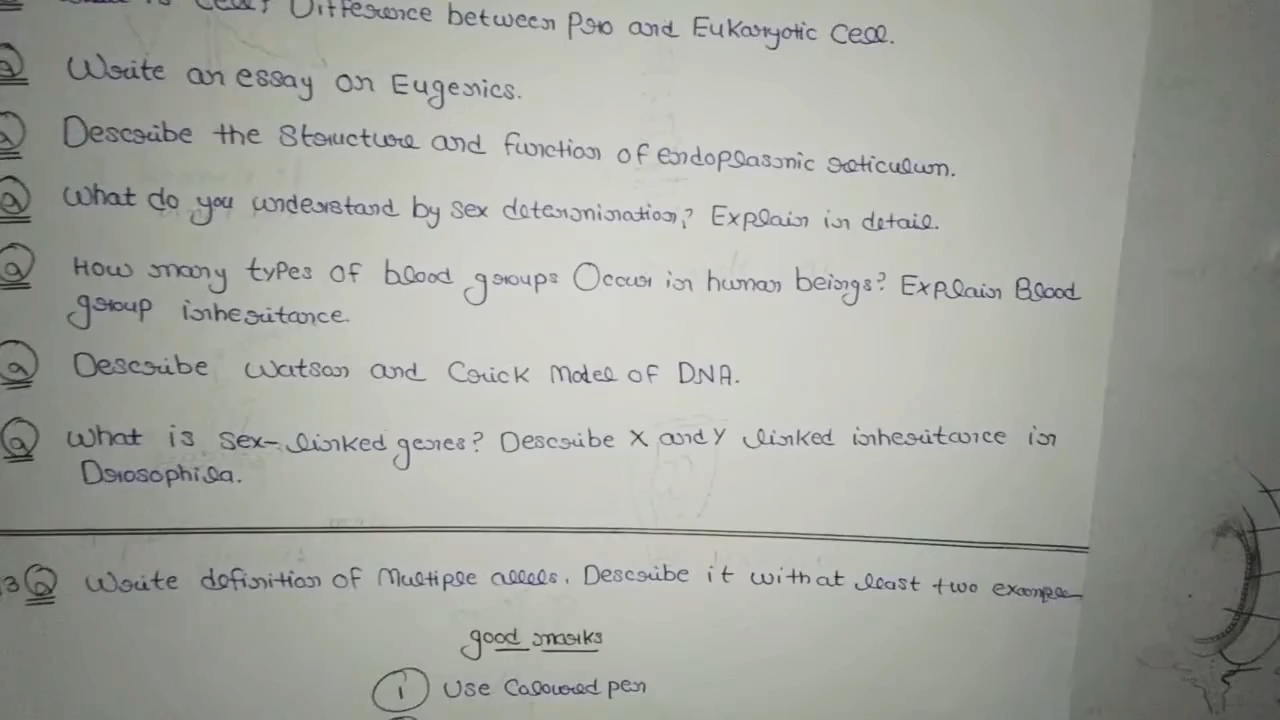 Cell? Difference between Pro and Eukaryotic Cell.
Q Write an essay on Eugenics.
Q Describe the Structure and function of endoplasmic reticulum.
Q What do you understand by sex determination? Explain in detail.
Q How many types of blood groups Occur in human beings? Explain Blood
group inheritance.
Q Describe Watson and Crick Model of DNA.
Q What is sex-linked genes? Describe X and Y linked inheritance in
Drosophila.
3 Q Write definition of Multiple allels. Describe it with at least two example
good marks
i Use Caloured pen